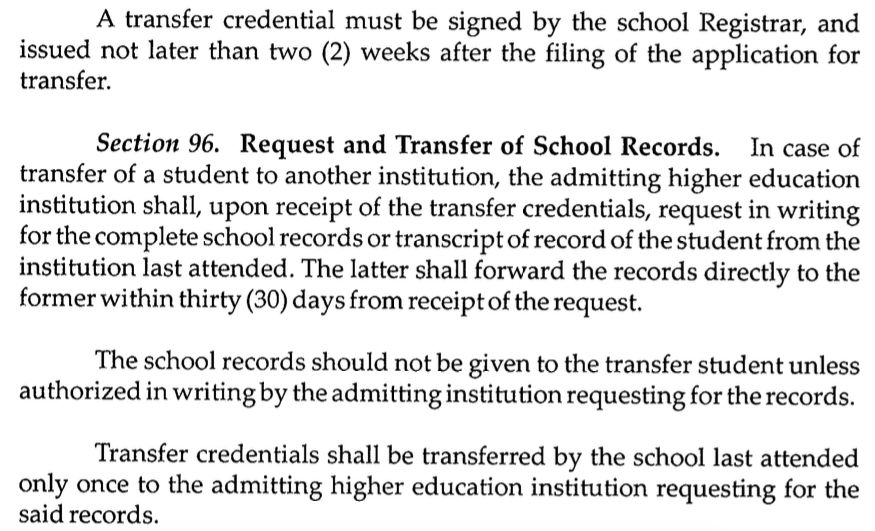 A transfer credential must be signed by the school Registrar, and
issued not later than two (2) weeks after the filing of the application for
transfer.
Section 96. Request and Transfer of School Records. In case of
transfer of a student to another institution, the admitting higher education
institution shall, upon receipt of the transfer credentials, request in writing
for the complete school records or transcript of record of the student from the
institution last attended. The latter shall forward the records directly to the
former within thirty (30) days from receipt of the request.
The school records should not be given to the transfer student unless
authorized in writing by the admitting institution requesting for the records.
Transfer credentials shall be transferred by the school last attended
only once to the admitting higher education institution requesting for the
said records.